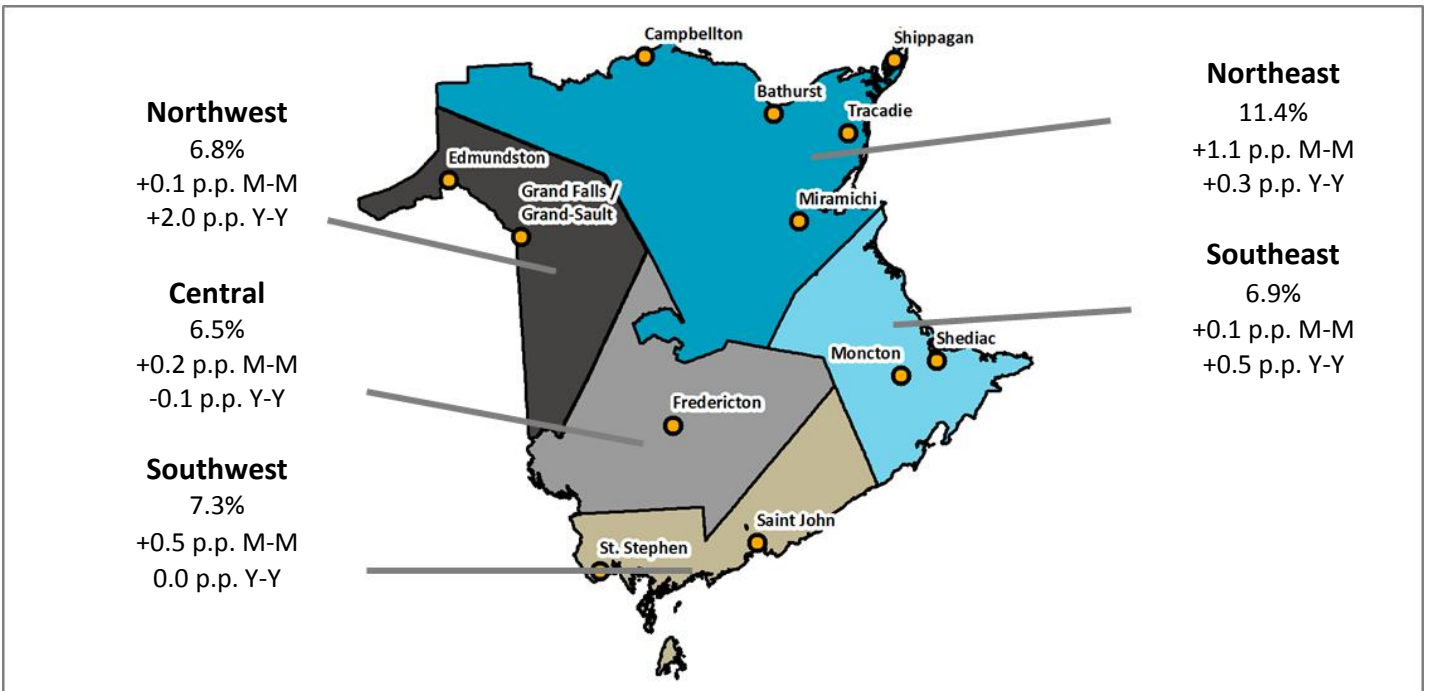 Northwest
6.8%
+0.1 p.p. M-M
+2.0 p.p. Y-Y
Central
6.5%
+0.2 p.p. M-M
-0.1 p.p. Y-Y
Southwest
7.3%
+0.5 p.p. M-M
0.0 p.p. Y-Y
Campbellton
Shippagan
Bathurst
Tracadie
Edmundston
Grand Falls /
Grand-Sault
Miramichi
Moncton
Shediac
Fredericton
Saint John
St. Stephen
Northeast
11.4%
+1.1 p.p. M-M
+0.3 p.p. Y-Y
Southeast
6.9%
+0.1 p.p. M-M
+0.5 p.p. Y-Y